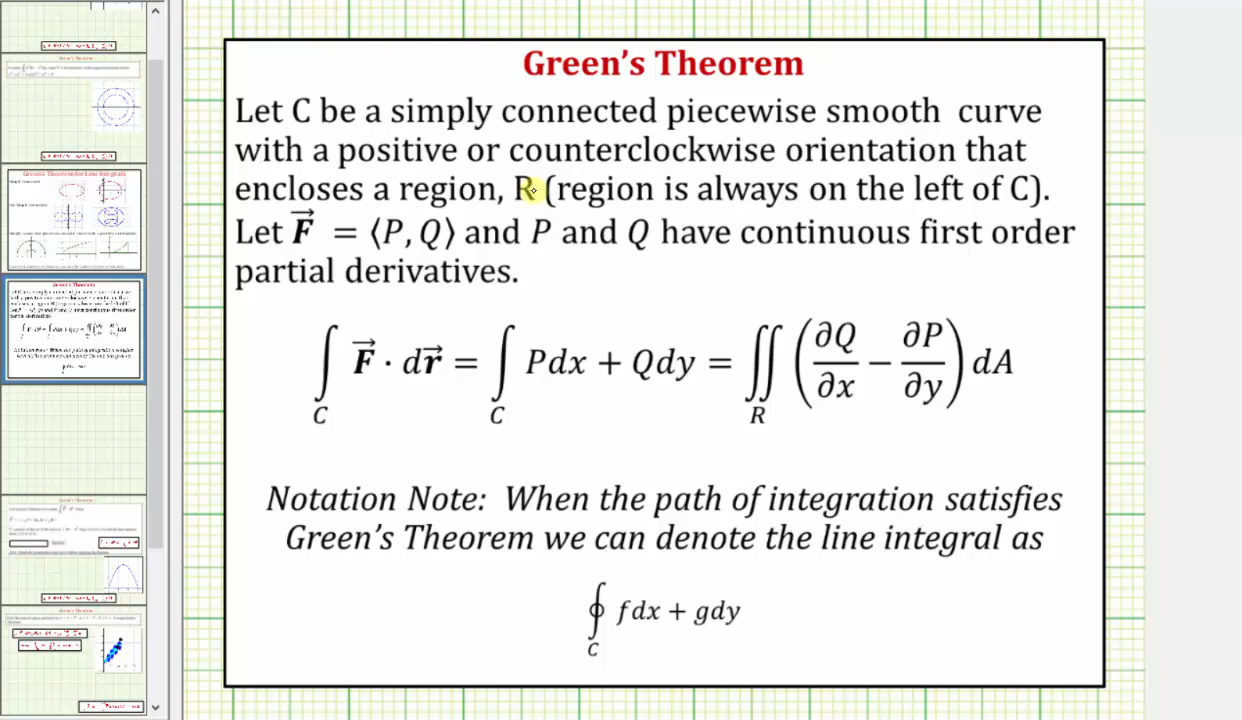 Green's Theorem
Let C be a simply connected piecewise smooth curve
with a positive or counterclockwise orientation that
encloses a region, R (region is always on the left of C).
Let F⃗ = ⟨P, Q⟩ and P and Q have continuous first order
partial derivatives.
∫_C F⃗ · dr⃗ = ∫_C Pdx + Qdy = ∬_R (∂Q/∂x − ∂P/∂y) dA
Notation Note: When the path of integration satisfies
Green's Theorem we can denote the line integral as
∮_C fdx + gdy